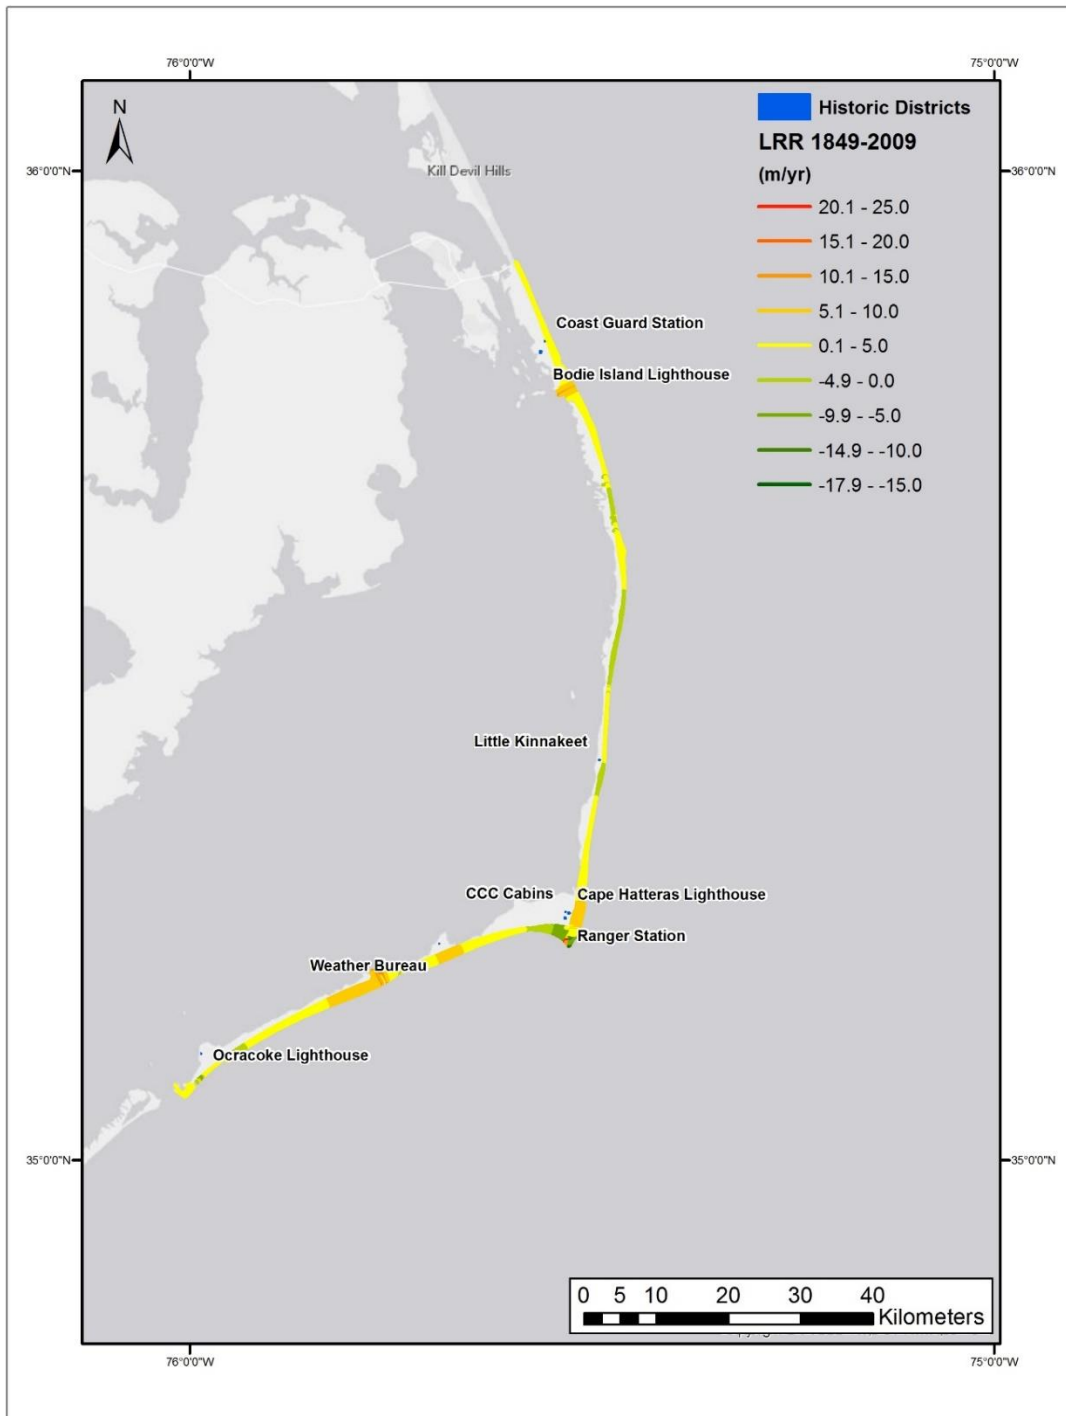 76°0'0"W
75°0'0"W
N
Historic Districts
LRR 1849-2009
(m/yr)
20.1 - 25.0
15.1 - 20.0
10.1 - 15.0
5.1 - 10.0
0.1 - 5.0
-4.9 - 0.0
-9.9 - -5.0
-14.9 - -10.0
-17.9 - -15.0
36°0'0"N
Kill Devil Hills
36°0'0"N
Coast Guard Station
Bodie Island Lighthouse
Little Kinnakeet
CCC Cabins
Cape Hatteras Lighthouse
Ranger Station
Weather Bureau
Ocracoke Lighthouse
35°0'0"N
35°0'0"N
0 5 10 20 30 40
Kilometers
76°0'0"W
75°0'0"W